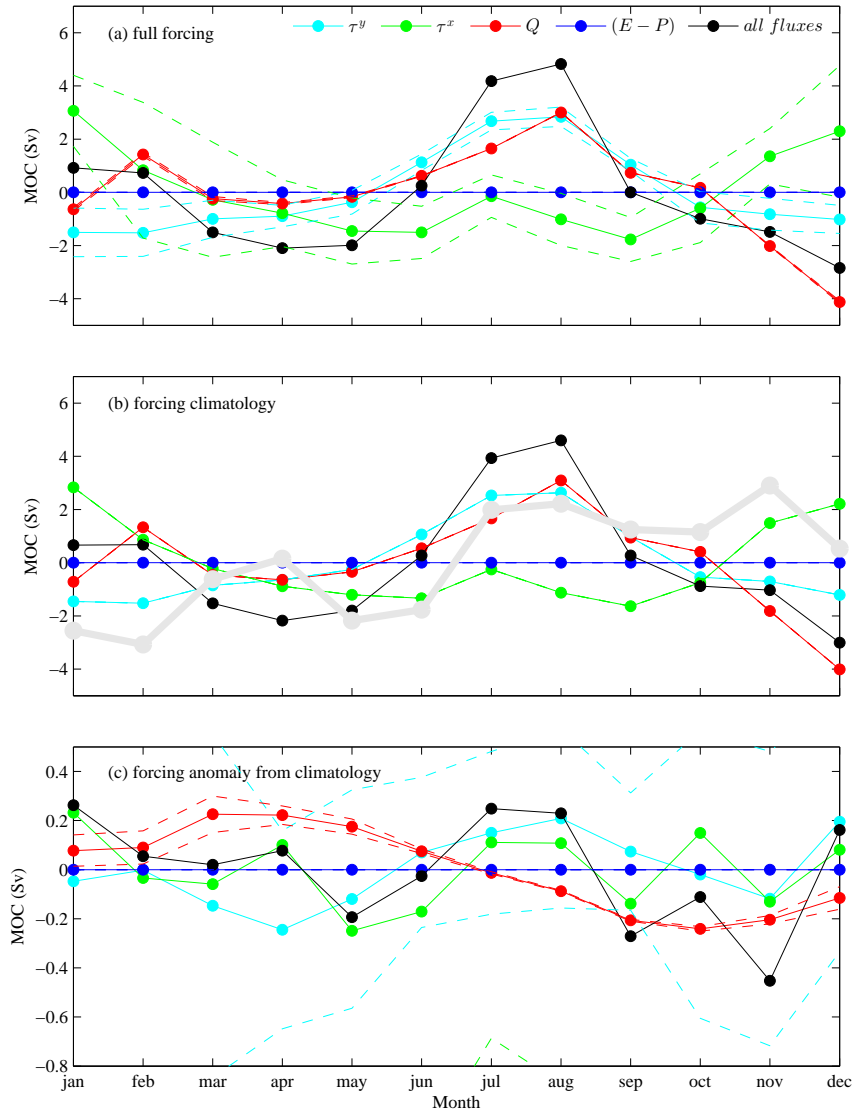 (a) full forcing
τ^y τ^x Q (E − P) all fluxes
6
4
2
0
−2
−4
MOC (Sv)
(b) forcing climatology
6
4
2
0
−2
−4
MOC (Sv)
(c) forcing anomaly from climatology
0.4
0.2
0
−0.2
−0.4
−0.6
−0.8
MOC (Sv)
jan feb mar apr may jun jul aug sep oct nov dec
Month